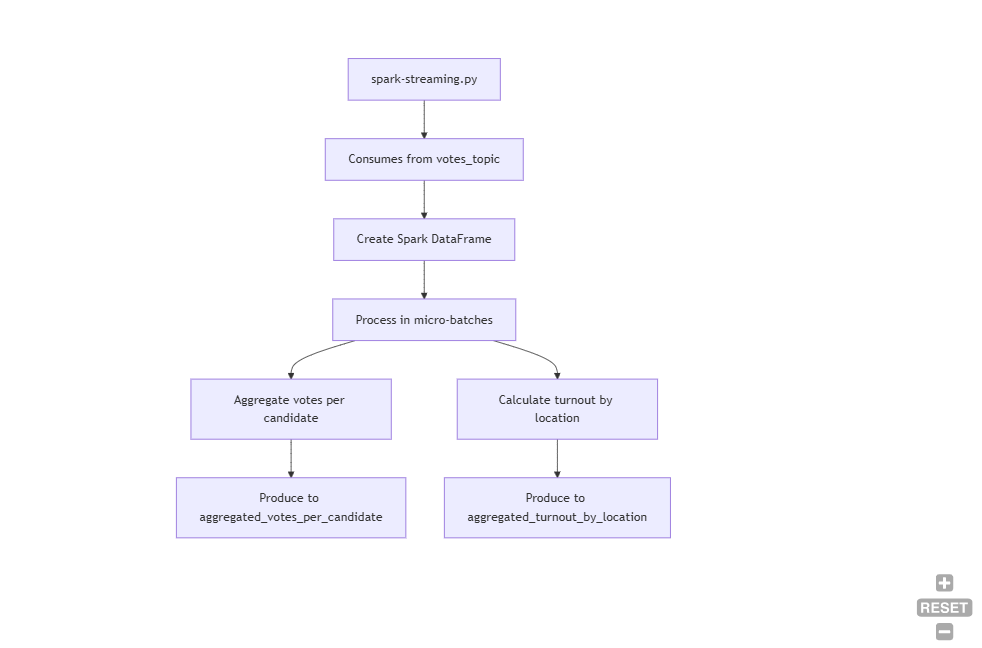 spark-streaming.py
Consumes from votes_topic
Create Spark DataFrame
Process in micro-batches
Aggregate votes per
candidate
Calculate turnout by
location
Produce to
aggregated_votes_per_candidate
Produce to
aggregated_turnout_by_location
RESET